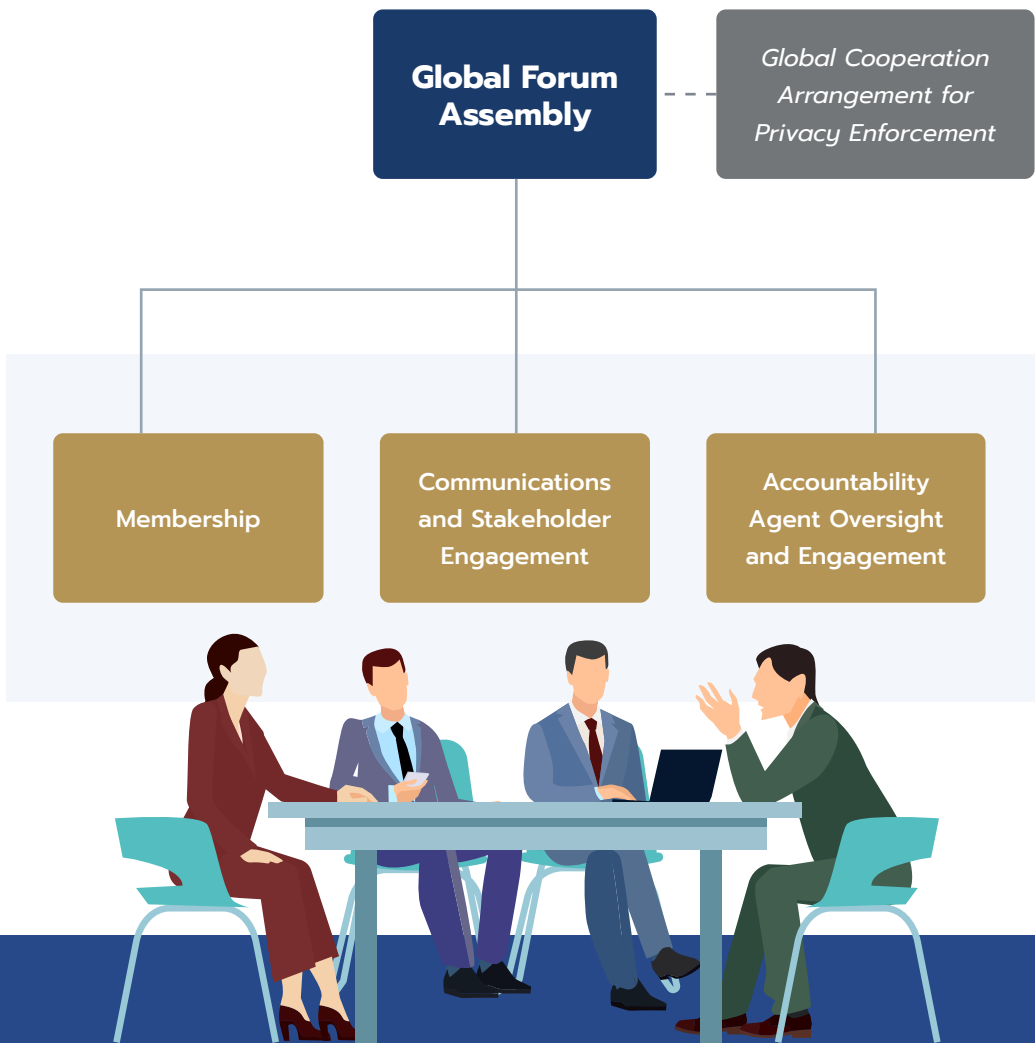 Global Forum
Assembly
Global Cooperation
Arrangement for
Privacy Enforcement
Membership
Communications
and Stakeholder
Engagement
Accountability
Agent Oversight
and Engagement